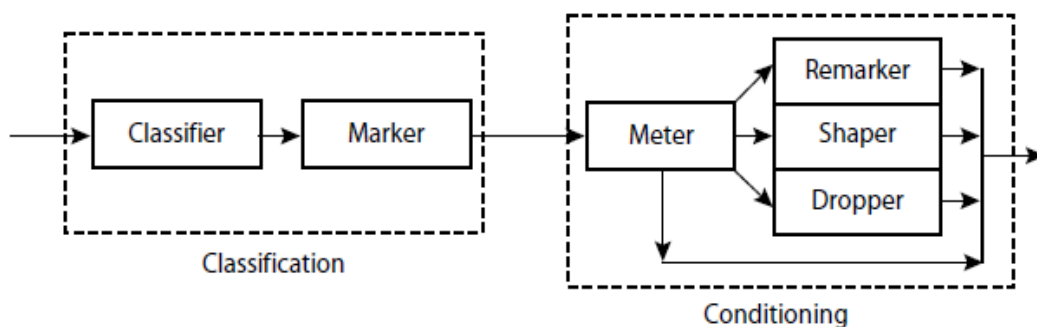 Classifier
Marker
Classification
Meter
Remarker
Shaper
Dropper
Conditioning